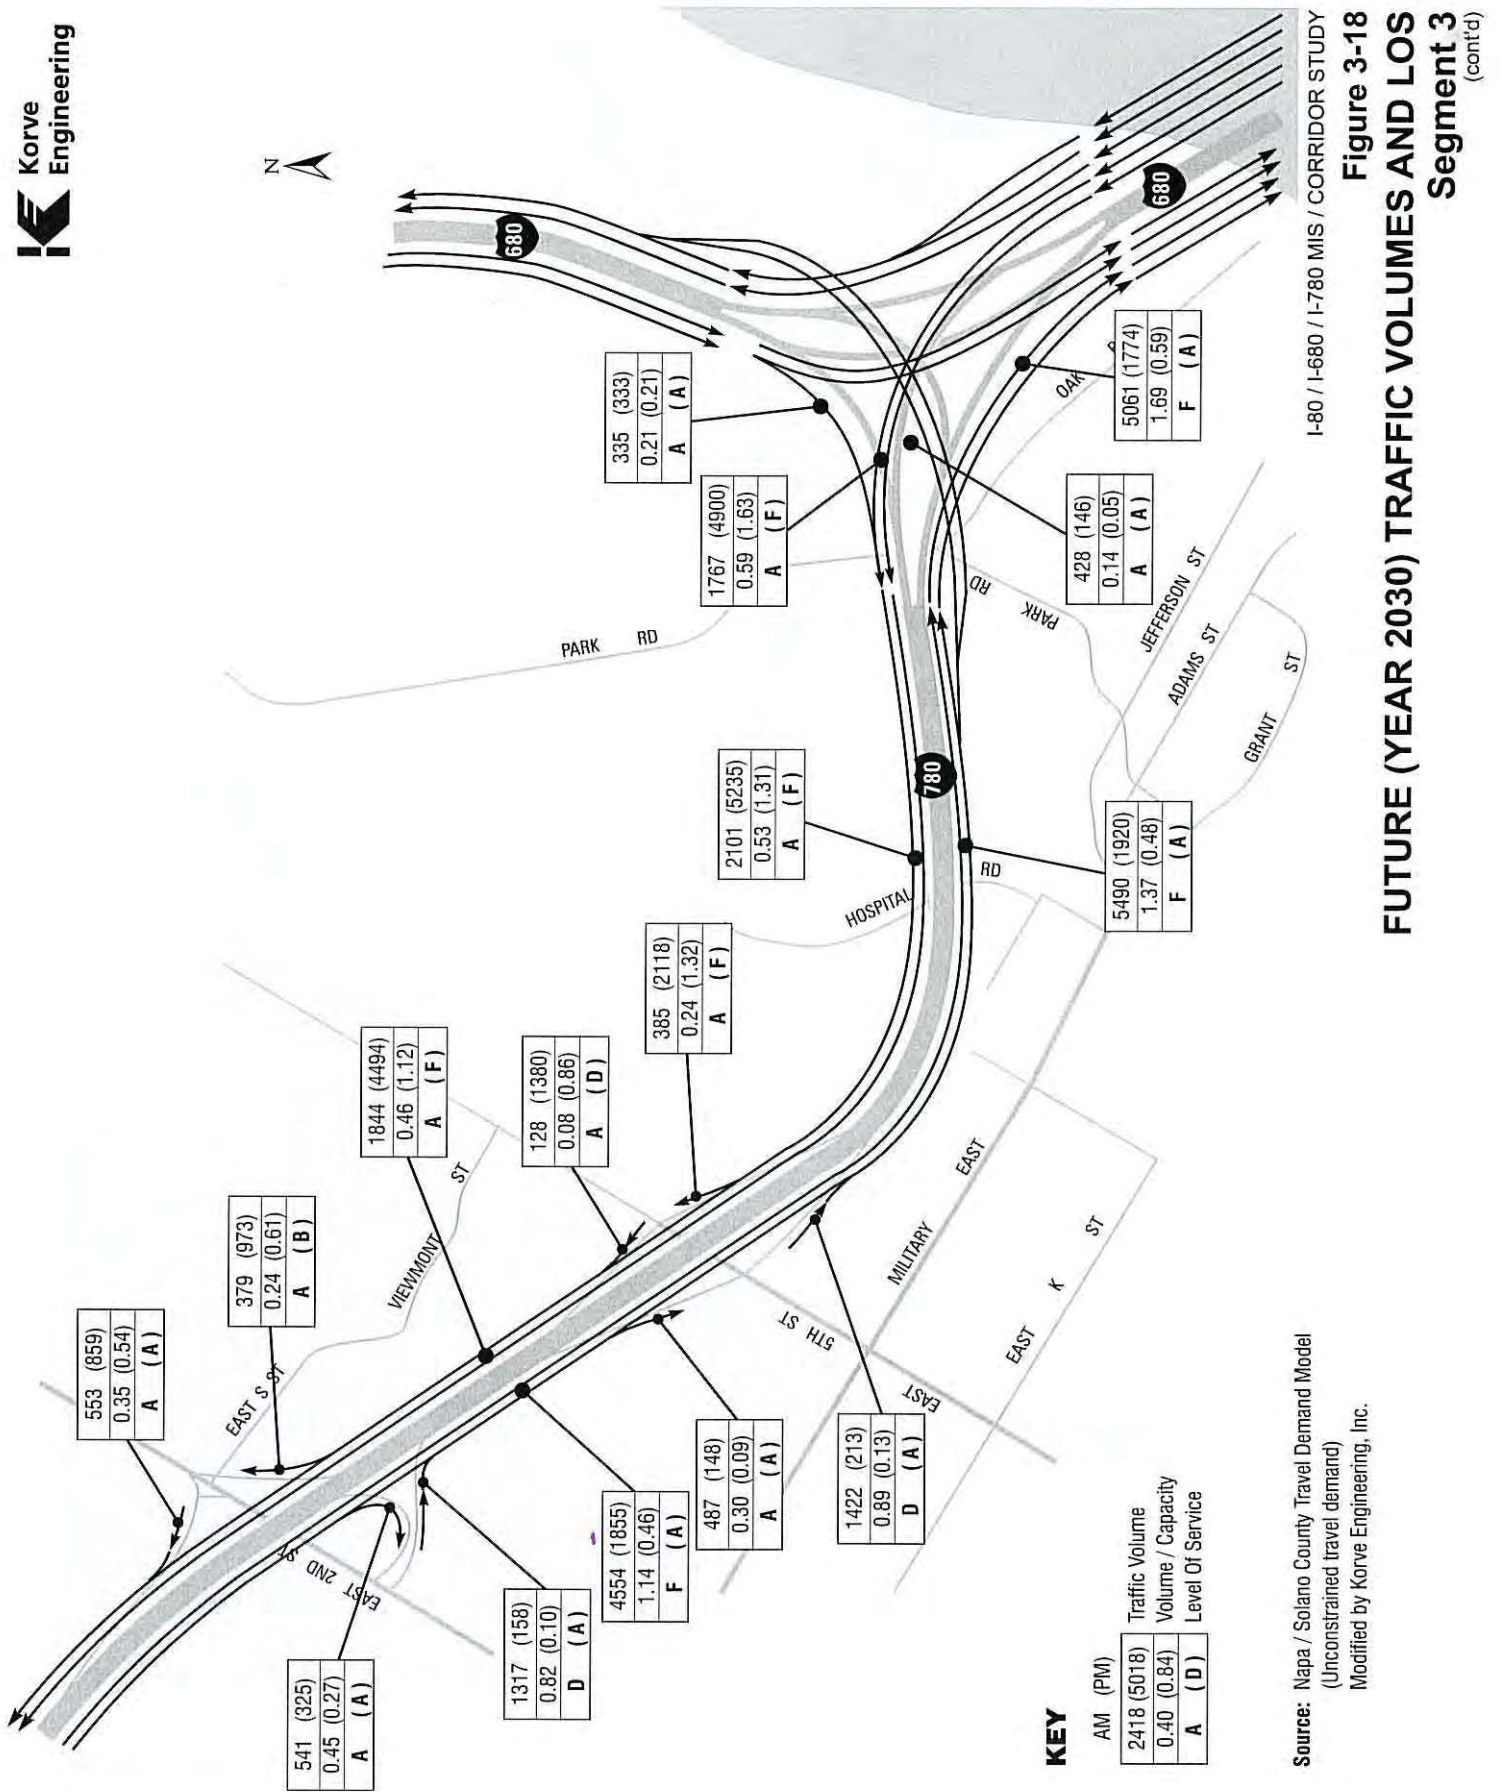 Korve
Engineering
N
680
335 (333)
0.21 (0.21)
A (A)
1767 (4900)
0.59 (1.63)
A (F)
PARK RD
2101 (5235)
0.53 (1.31)
A (F)
385 (2118)
0.24 (1.32)
A (F)
128 (1380)
0.08 (0.86)
A (D)
1844 (4494)
0.46 (1.12)
A (F)
379 (973)
0.24 (0.61)
A (B)
553 (859)
0.35 (0.54)
A (A)
VIEWMONT ST
EAST S ST
EAST 2ND ST
HOSPITAL RD
780
680
OAK
5061 (1774)
1.69 (0.59)
F (A)
428 (146)
0.14 (0.05)
A (A)
PARK RD
JEFFERSON ST
ADAMS ST
GRANT ST
5490 (1920)
1.37 (0.48)
F (A)
MILITARY EAST
EAST K ST
EAST 5TH ST
1422 (213)
0.89 (0.13)
D (A)
487 (148)
0.30 (0.09)
A (A)
4554 (1855)
1.14 (0.46)
F (A)
1317 (158)
0.82 (0.10)
D (A)
541 (325)
0.45 (0.27)
A (A)
KEY
AM (PM)
2418 (5018) Traffic Volume
0.40 (0.84) Volume / Capacity
A (D) Level Of Service
Source: Napa / Solano County Travel Demand Model
(Unconstrained travel demand)
Modified by Korve Engineering, Inc.
I-80 / I-680 / I-780 MIS / CORRIDOR STUDY
Figure 3-18
FUTURE (YEAR 2030) TRAFFIC VOLUMES AND LOS
Segment 3
(cont'd)